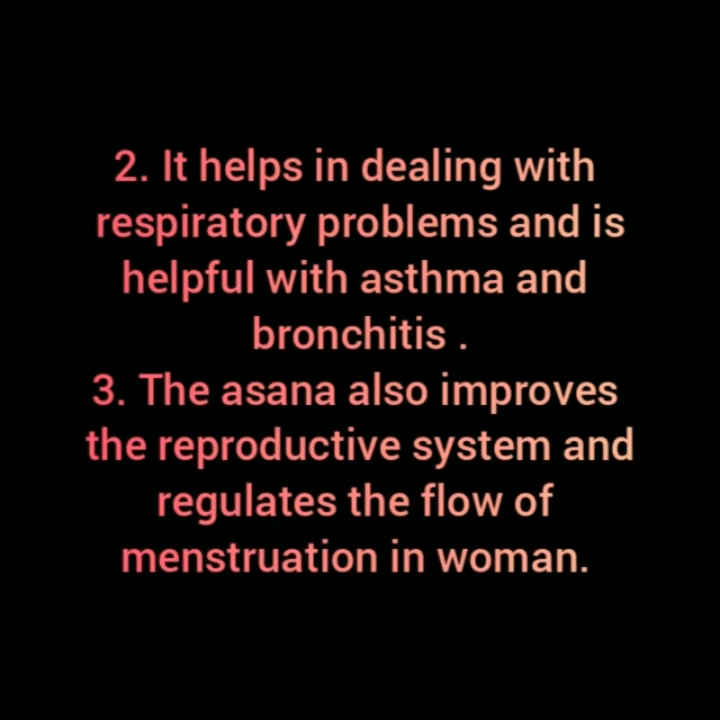 2. It helps in dealing with
respiratory problems and is
helpful with asthma and
bronchitis .
3. The asana also improves
the reproductive system and
regulates the flow of
menstruation in woman.